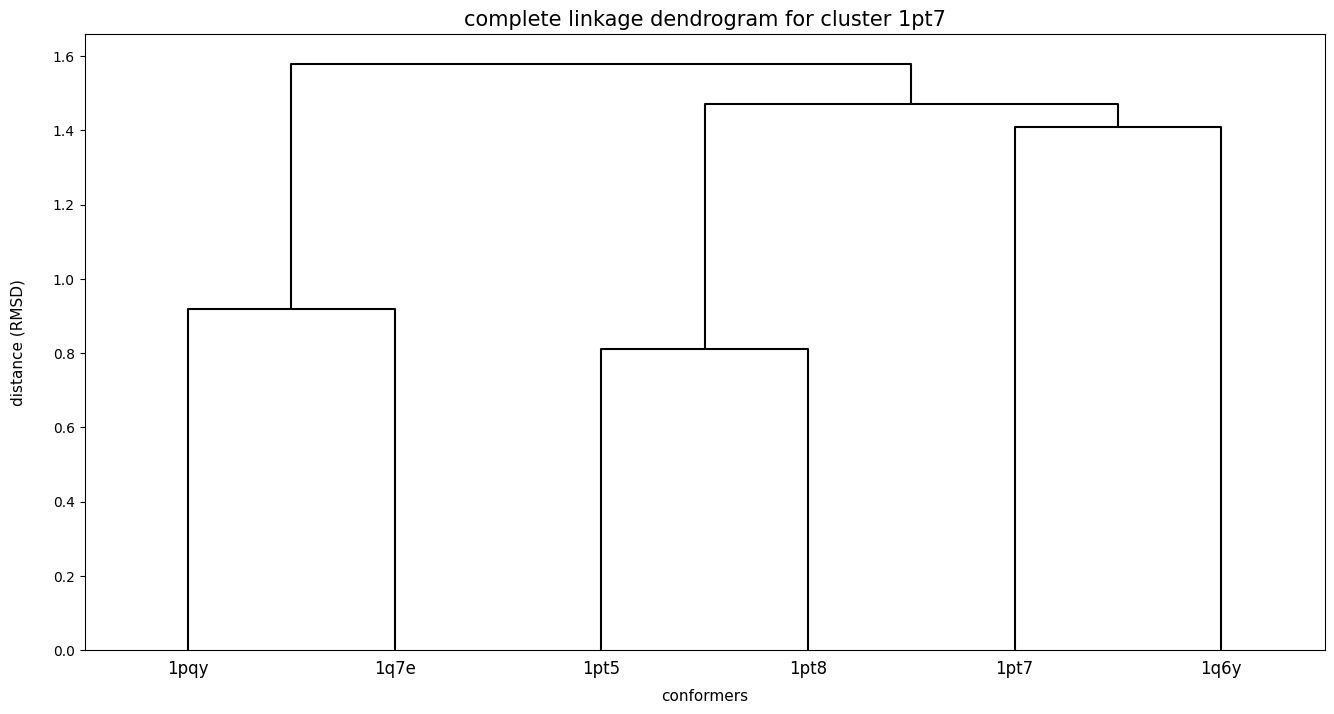 complete linkage dendrogram for cluster 1pt7
1.6
1.4
1.2
1.0
0.8
0.6
0.4
0.2
0.0
distance (RMSD)
1pqy 1q7e 1pt5 1pt8 1pt7 1q6y
conformers